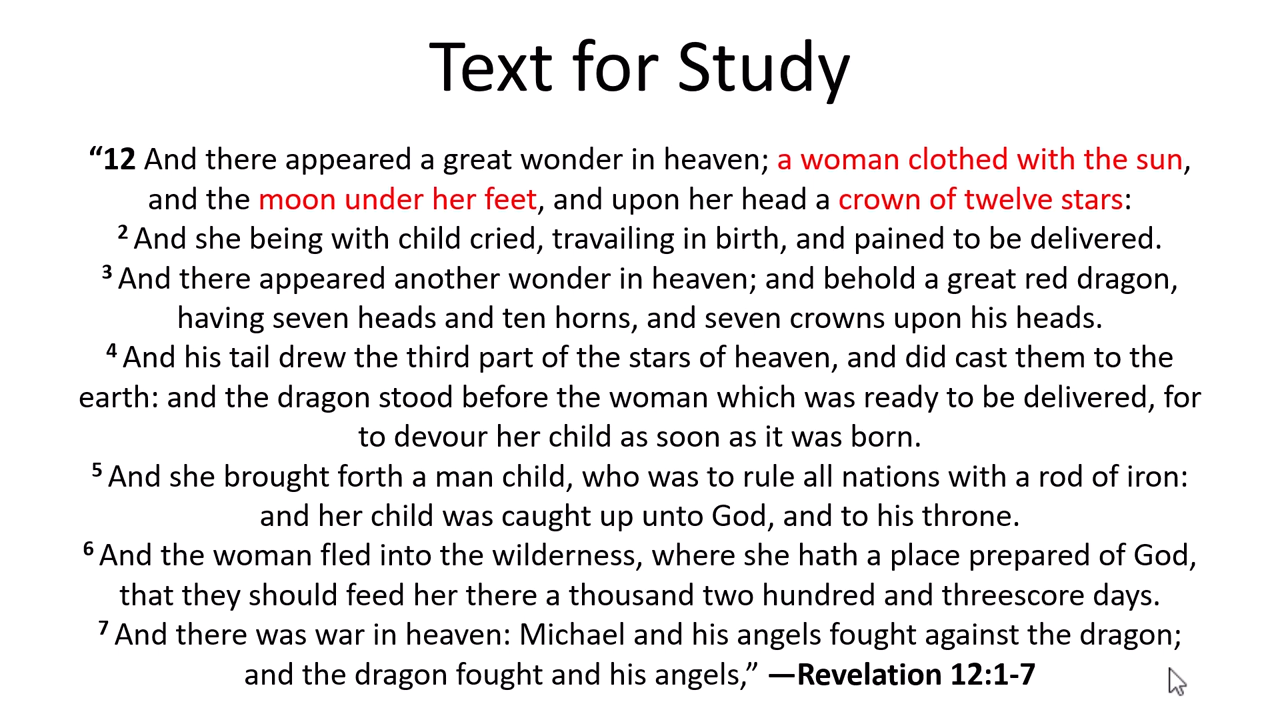 Text for Study
“12 And there appeared a great wonder in heaven; a woman clothed with the sun,
and the moon under her feet, and upon her head a crown of twelve stars:
2 And she being with child cried, travailing in birth, and pained to be delivered.
3 And there appeared another wonder in heaven; and behold a great red dragon,
having seven heads and ten horns, and seven crowns upon his heads.
4 And his tail drew the third part of the stars of heaven, and did cast them to the
earth: and the dragon stood before the woman which was ready to be delivered, for
to devour her child as soon as it was born.
5 And she brought forth a man child, who was to rule all nations with a rod of iron:
and her child was caught up unto God, and to his throne.
6 And the woman fled into the wilderness, where she hath a place prepared of God,
that they should feed her there a thousand two hundred and threescore days.
7 And there was war in heaven: Michael and his angels fought against the dragon;
and the dragon fought and his angels,” —Revelation 12:1-7